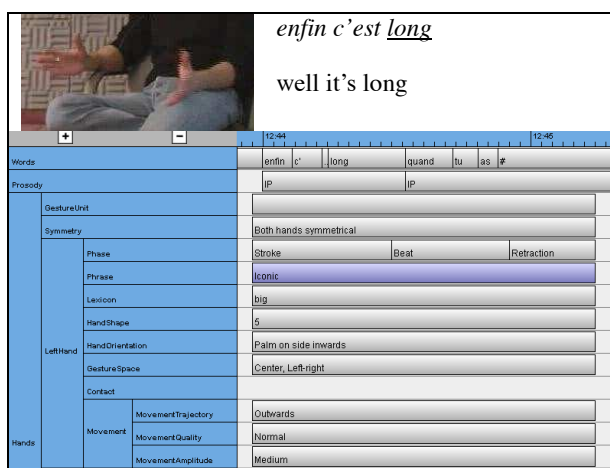 enfin c'est long
well it's long
+ −
12:44 12:45
Words enfin c' .. long quand tu as #
Prosody IP IP
GestureUnit
Symmetry Both hands symmetrical
Phase Stroke Beat Retraction
Phrase Iconic
Lexicon big
HandShape 5
LeftHand HandOrientation Palm on side inwards
GestureSpace Center, Left-right
Contact
MovementTrajectory Outwards
Hands Movement MovementQuality Normal
MovementAmplitude Medium